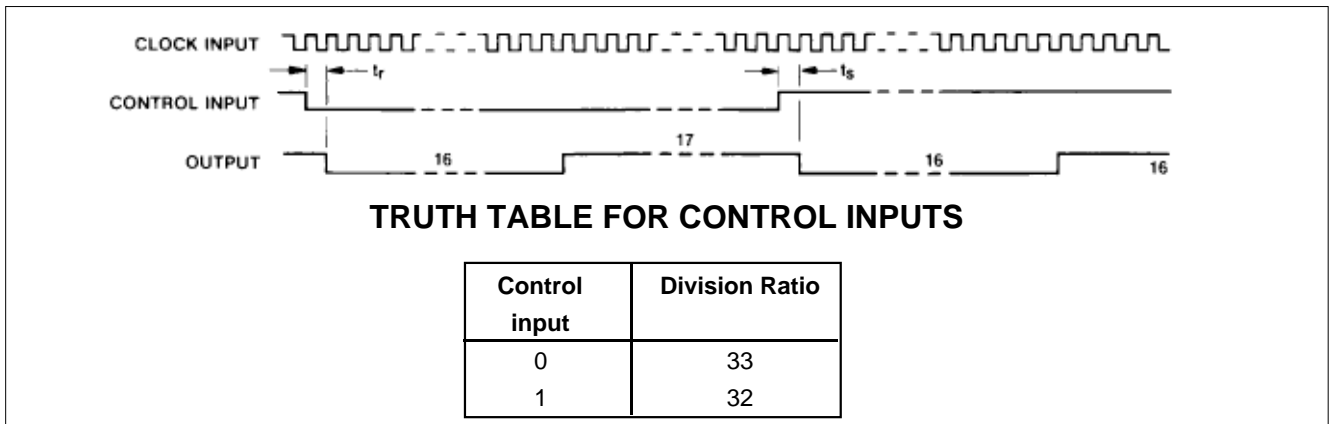 CLOCK INPUT
tr
ts
CONTROL INPUT
17
OUTPUT 16 16 16
TRUTH TABLE FOR CONTROL INPUTS
Control input Division Ratio
0 33
1 32